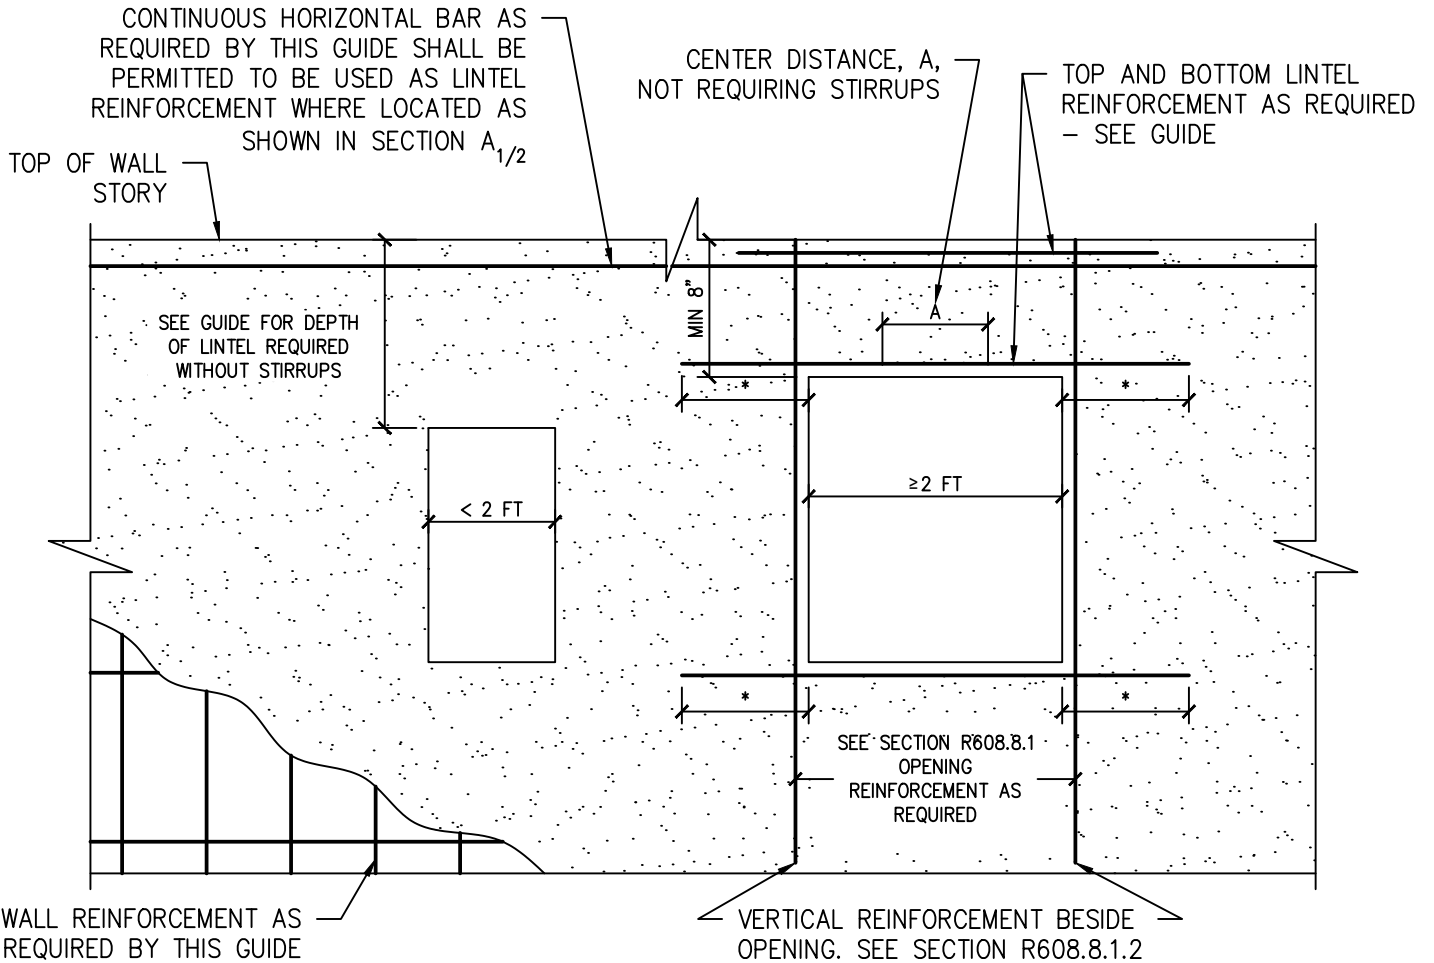 CONTINUOUS HORIZONTAL BAR AS
REQUIRED BY THIS GUIDE SHALL BE
PERMITTED TO BE USED AS LINTEL
REINFORCEMENT WHERE LOCATED AS
SHOWN IN SECTION A1/2
CENTER DISTANCE, A,
NOT REQUIRING STIRRUPS
TOP AND BOTTOM LINTEL
REINFORCEMENT AS REQUIRED
– SEE GUIDE
TOP OF WALL
STORY
SEE GUIDE FOR DEPTH
OF LINTEL REQUIRED
WITHOUT STIRRUPS
MIN 8"
A
*
*
< 2 FT
≥2 FT
*
*
SEE SECTION R608.8.1
OPENING
REINFORCEMENT AS
REQUIRED
WALL REINFORCEMENT AS
REQUIRED BY THIS GUIDE
VERTICAL REINFORCEMENT BESIDE
OPENING. SEE SECTION R608.8.1.2